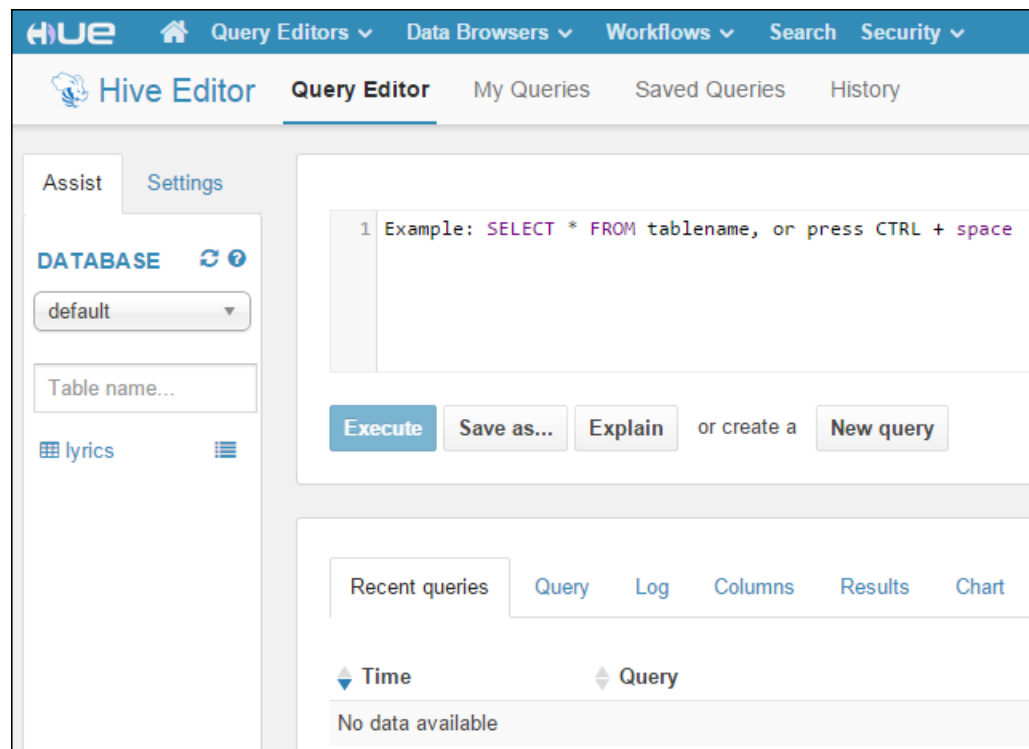 HUE Query Editors Data Browsers Workflows Search Security
Hive Editor Query Editor My Queries Saved Queries History
Assist Settings
DATABASE
default
Table name...
lyrics
1 Example: SELECT * FROM tablename, or press CTRL + space
Execute Save as... Explain or create a New query
Recent queries Query Log Columns Results Chart
Time Query
No data available